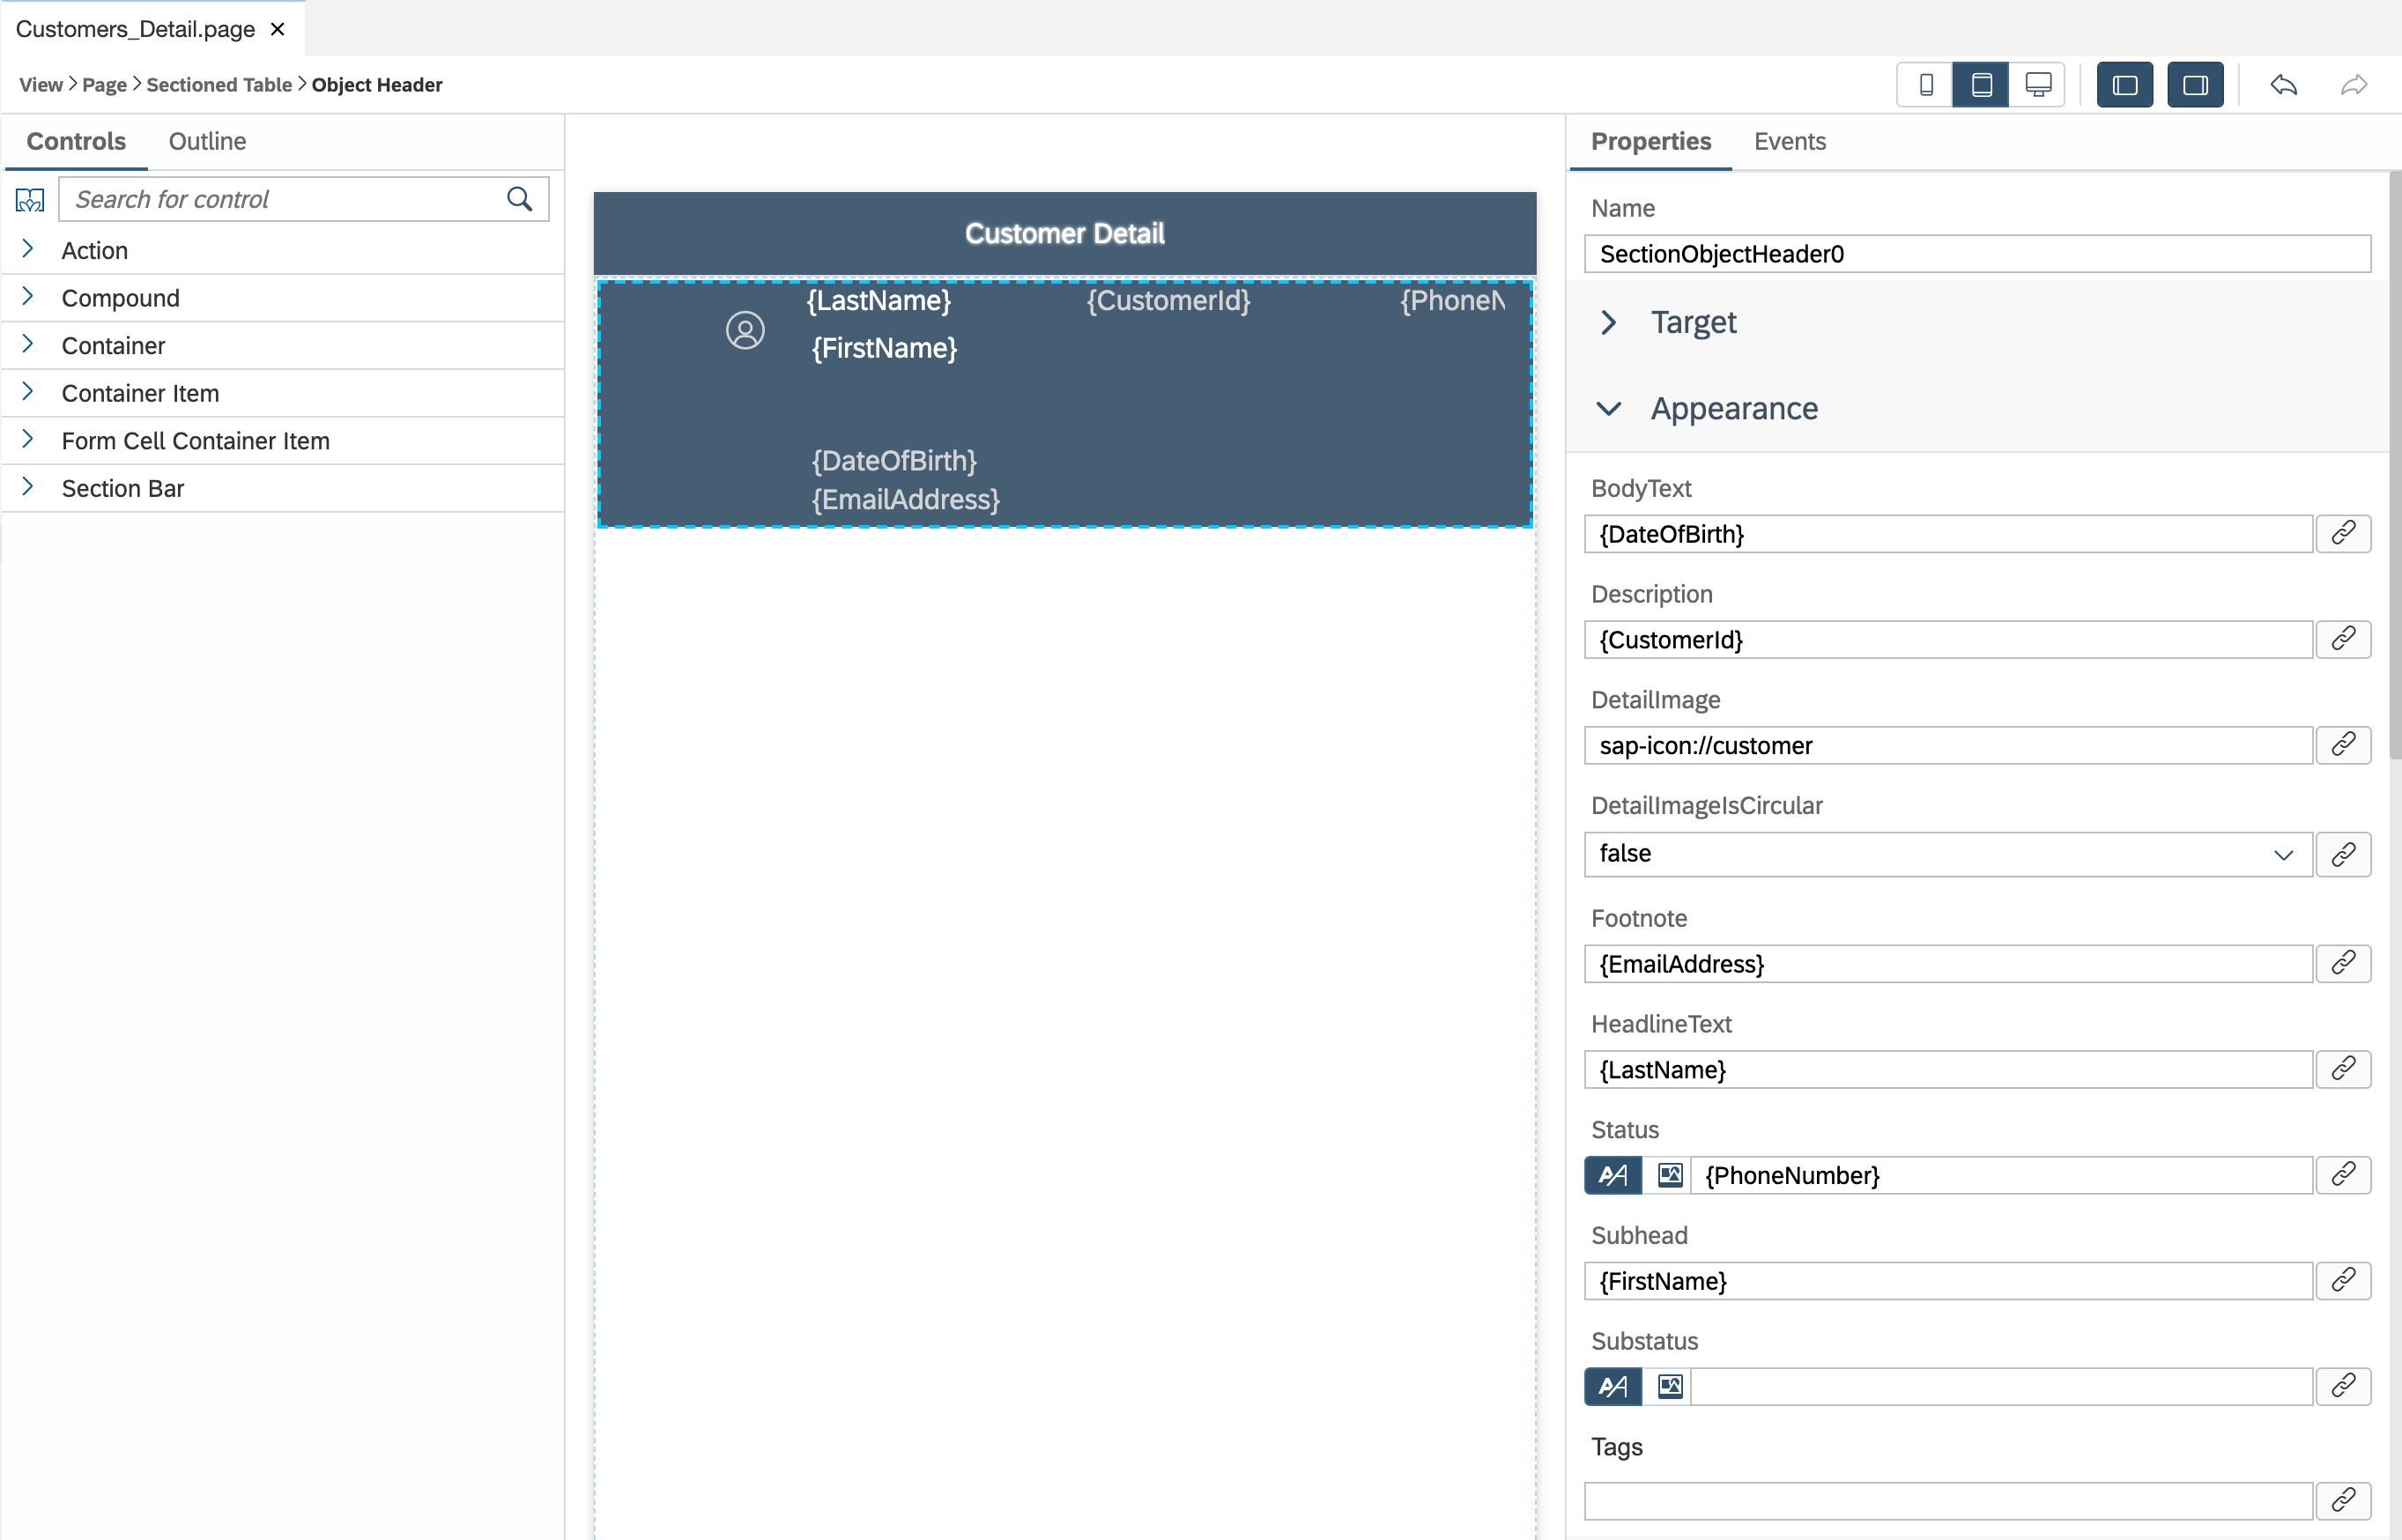 Customers_Detail.page
View > Page > Sectioned Table > Object Header
Controls Outline
Search for control
Action
Compound
Container
Container Item
Form Cell Container Item
Section Bar
Customer Detail
{LastName} {CustomerId} {PhoneN
{FirstName}
{DateOfBirth}
{EmailAddress}
Properties Events
Name
SectionObjectHeader0
Target
Appearance
BodyText
{DateOfBirth}
Description
{CustomerId}
DetailImage
sap-icon://customer
DetailImageIsCircular
false
Footnote
{EmailAddress}
HeadlineText
{LastName}
Status
{PhoneNumber}
Subhead
{FirstName}
Substatus
Tags